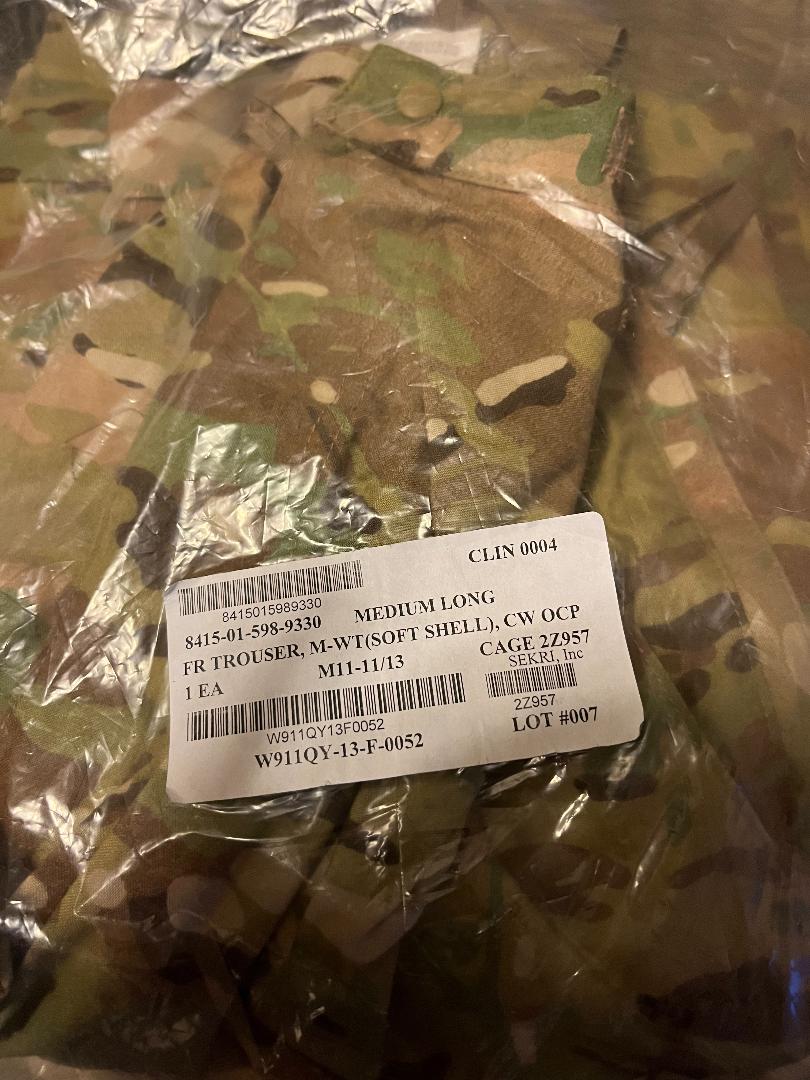 CLIN 0004
8415015989330
8415-01-598-9330 MEDIUM LONG
FR TROUSER, M-WT(SOFT SHELL), CW OCP
1 EA M11-11/13 CAGE 2Z957
SEKRI, Inc
W911QY13F0052 2Z957
W911QY-13-F-0052 LOT #007